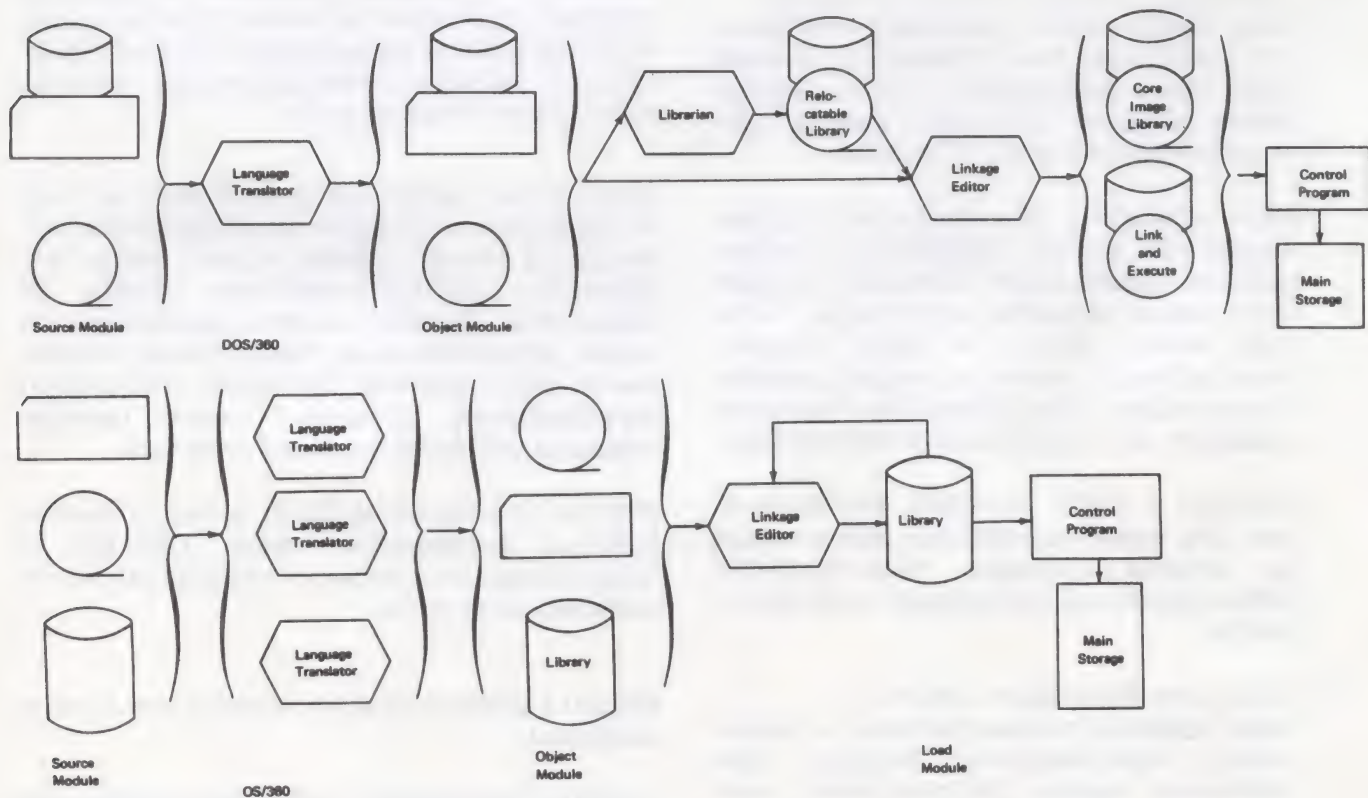 Language
Translator
Librarian
Relo-
catable
Library
Linkage
Editor
Core
Image
Library
Link
and
Execute
Control
Program
Main
Storage
Source Module
Object Module
DOS/360
Language
Translator
Language
Translator
Language
Translator
Library
Linkage
Editor
Library
Control
Program
Main
Storage
Source
Module
Object
Module
Load
Module
OS/360